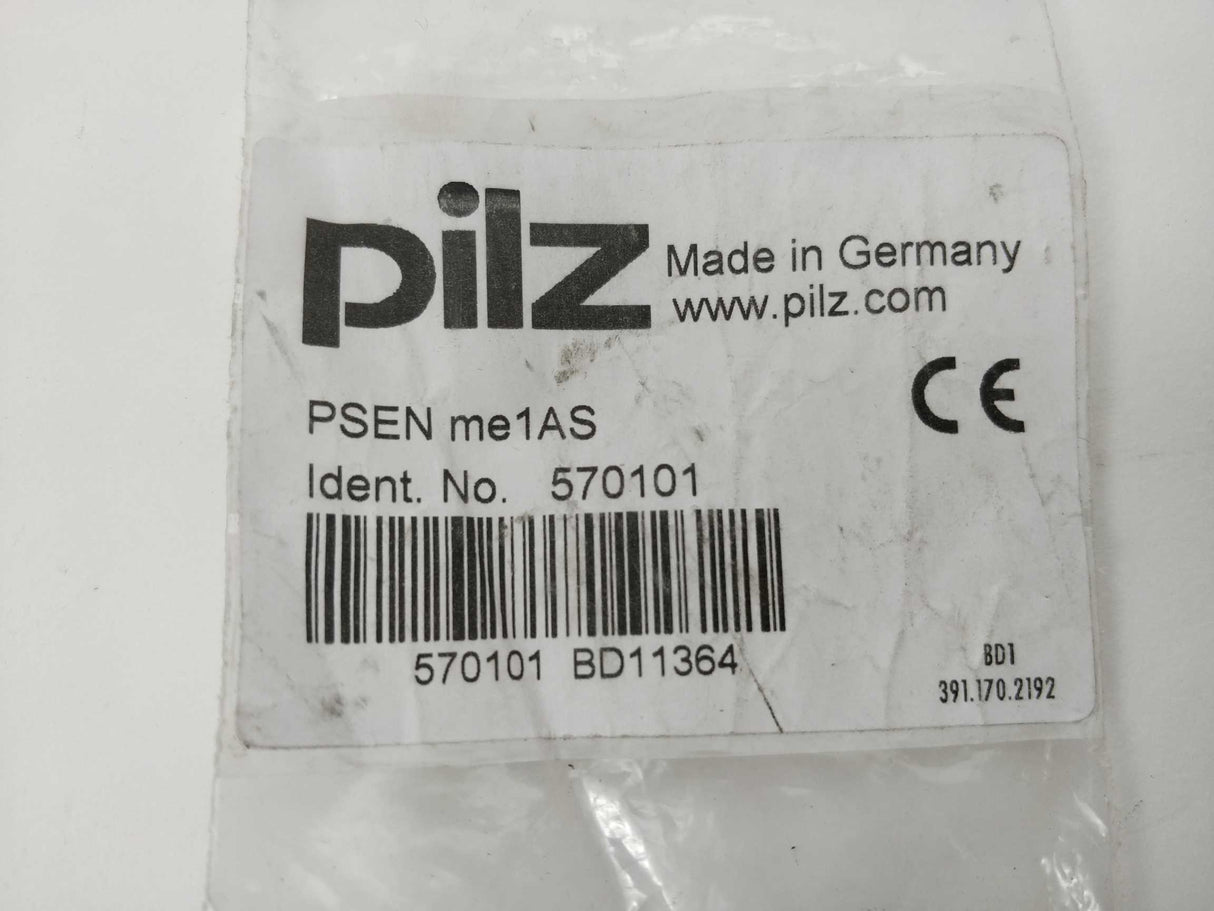 pilz
Made in Germany
www.pilz.com
CE
PSEN me1AS
Ident. No. 570101
570101 BD11364
BD1
391.170.2192